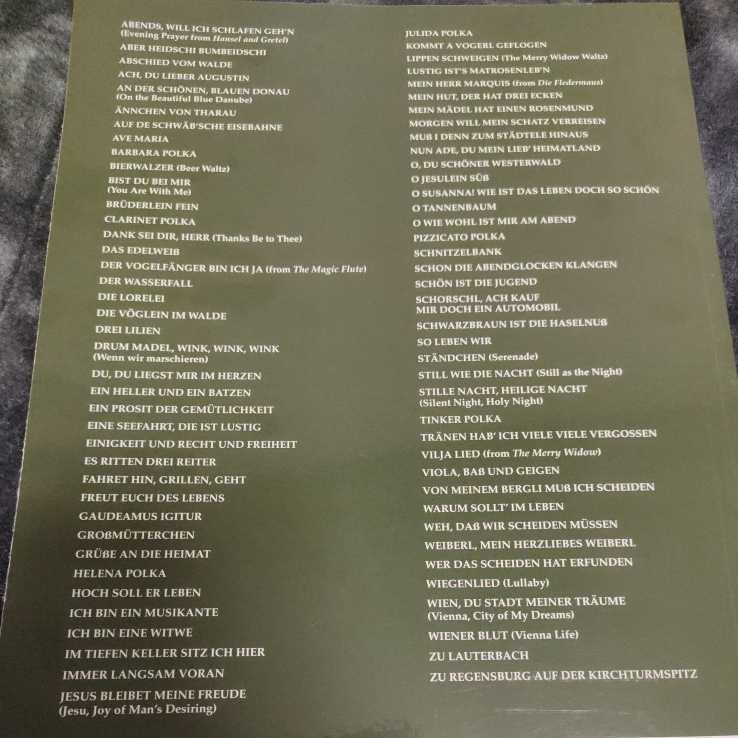 ABENDS, WILL ICH SCHLAFEN GEH'N
(Evening Prayer from Hansel and Gretel)
ABER HEIDSCHI BUMBEIDSCHI
ABSCHIED VOM WALDE
ACH, DU LIEBER AUGUSTIN
AN DER SCHÖNEN, BLAUEN DONAU
(On the Beautiful Blue Danube)
ÄNNCHEN VON THARAU
AUF DE SCHWÄB'SCHE EISEBAHNE
AVE MARIA
BARBARA POLKA
BIERWALZER (Beer Waltz)
BIST DU BEI MIR
(You Are With Me)
BRÜDERLEIN FEIN
CLARINET POLKA
DANK SEI DIR, HERR (Thanks Be to Thee)
DAS EDELWEIß
DER VOGELFÄNGER BIN ICH JA (from The Magic Flute)
DER WASSERFALL
DIE LORELEI
DIE VÖGLEIN IM WALDE
DREI LILIEN
DRUM MADEL, WINK, WINK, WINK
(Wenn wir marschieren)
DU, DU LIEGST MIR IM HERZEN
EIN HELLER UND EIN BATZEN
EIN PROSIT DER GEMÜTLICHKEIT
EINE SEEFAHRT, DIE IST LUSTIG
EINIGKEIT UND RECHT UND FREIHEIT
ES RITTEN DREI REITER
FAHRET HIN, GRILLEN, GEHT
FREUT EUCH DES LEBENS
GAUDEAMUS IGITUR
GROßMÜTTERCHEN
GRÜßE AN DIE HEIMAT
HELENA POLKA
HOCH SOLL ER LEBEN
ICH BIN EIN MUSIKANTE
ICH BIN EINE WITWE
IM TIEFEN KELLER SITZ ICH HIER
IMMER LANGSAM VORAN
JESUS BLEIBET MEINE FREUDE
(Jesu, Joy of Man's Desiring)
JULIDA POLKA
KOMMT A VOGERL GEFLOGEN
LIPPEN SCHWEIGEN (The Merry Widow Waltz)
LUSTIG IST'S MATROSENLEB'N
MEIN HERR MARQUIS (from Die Fledermaus)
MEIN HUT, DER HAT DREI ECKEN
MEIN MÄDEL HAT EINEN ROSENMUND
MORGEN WILL MEIN SCHATZ VERREISEN
MUß I DENN ZUM STÄDTELE HINAUS
NUN ADE, DU MEIN LIEB' HEIMATLAND
O, DU SCHÖNER WESTERWALD
O JESULEIN SÜß
O SUSANNA! WIE IST DAS LEBEN DOCH SO SCHÖN
O TANNENBAUM
O WIE WOHL IST MIR AM ABEND
PIZZICATO POLKA
SCHNITZELBANK
SCHON DIE ABENDGLOCKEN KLANGEN
SCHÖN IST DIE JUGEND
SCHORSCHL, ACH KAUF
MIR DOCH EIN AUTOMOBIL
SCHWARZBRAUN IST DIE HASELNUß
SO LEBEN WIR
STÄNDCHEN (Serenade)
STILL WIE DIE NACHT (Still as the Night)
STILLE NACHT, HEILIGE NACHT
(Silent Night, Holy Night)
TINKER POLKA
TRÄNEN HAB' ICH VIELE VIELE VERGOSSEN
VILJA LIED (from The Merry Widow)
VIOLA, BAß UND GEIGEN
VON MEINEM BERGLI MUß ICH SCHEIDEN
WARUM SOLLT' IM LEBEN
WEH, DAß WIR SCHEIDEN MÜSSEN
WEIBERL, MEIN HERZLIEBES WEIBERL
WER DAS SCHEIDEN HAT ERFUNDEN
WIEGENLIED (Lullaby)
WIEN, DU STADT MEINER TRÄUME
(Vienna, City of My Dreams)
WIENER BLUT (Vienna Life)
ZU LAUTERBACH
ZU REGENSBURG AUF DER KIRCHTURMSPITZ